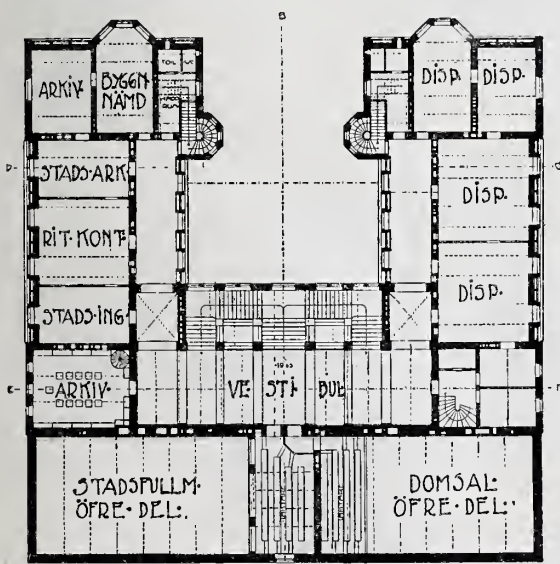 B
ARKIV·
BYGGN·
NÄMD
DISP.
DISP.
D
STADS·ARK
DISP.
RIT·KONT·
DISP.
STADS·ING·
E
ARKIV·
VE STI BUL
STADSFULLM·
ÖFRE·DEL:.
DOMSAL:
ÖFRE·DEL:·